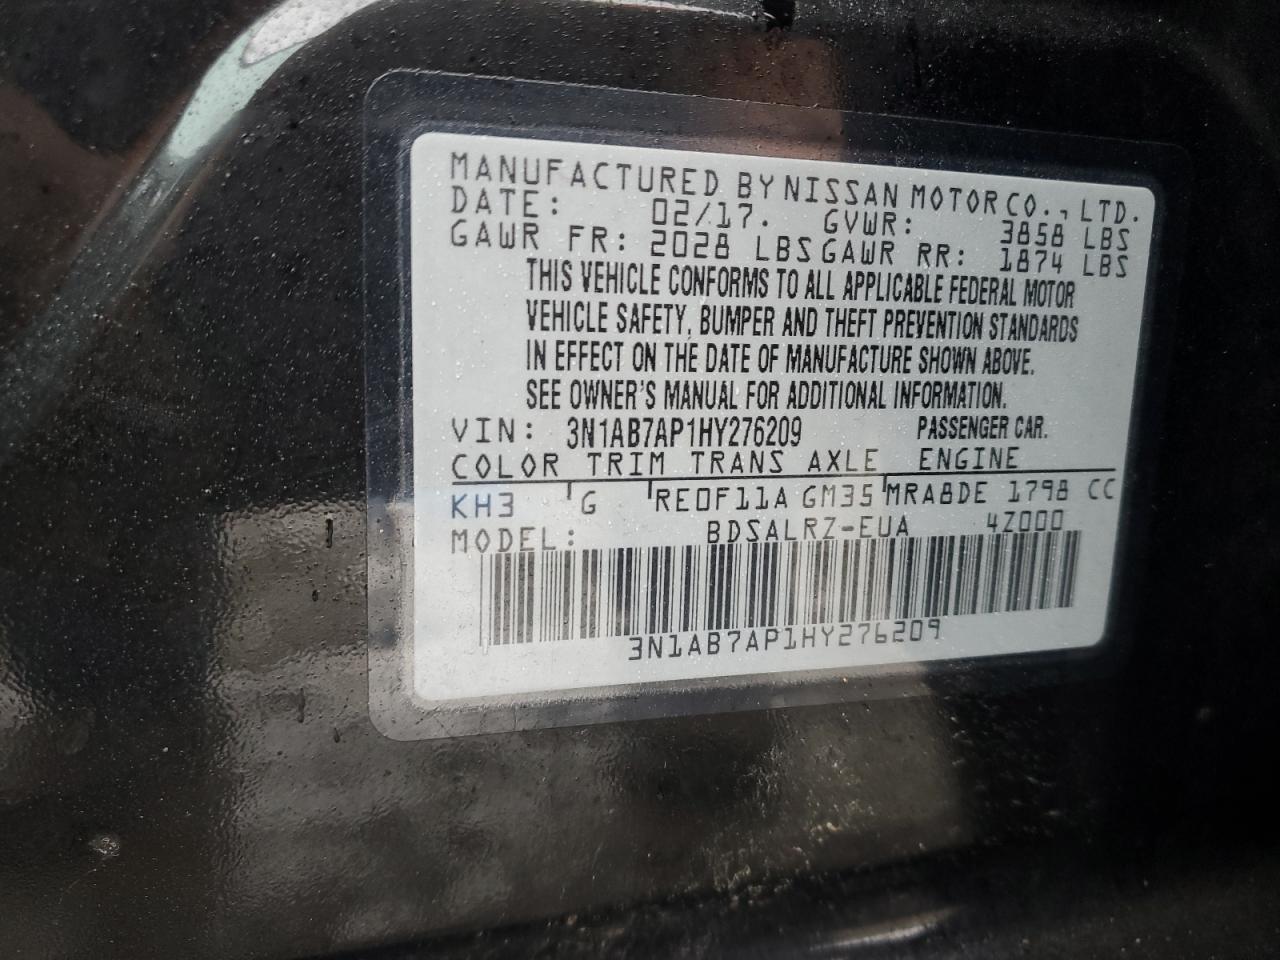 MANUFACTURED BY NISSAN MOTOR CO., LTD.
DATE: 02/17. GVWR: 3858 LBS
GAWR FR: 2028 LBS GAWR RR: 1874 LBS
THIS VEHICLE CONFORMS TO ALL APPLICABLE FEDERAL MOTOR
VEHICLE SAFETY, BUMPER AND THEFT PREVENTION STANDARDS
IN EFFECT ON THE DATE OF MANUFACTURE SHOWN ABOVE.
SEE OWNER'S MANUAL FOR ADDITIONAL INFORMATION.
VIN: 3N1AB7AP1HY276209 PASSENGER CAR.
COLOR TRIM TRANS AXLE ENGINE
KH3 G RE0F11A GM35 MRA8DE 1798 CC
MODEL: BDSALRZ-EUA 4Z000
3N1AB7AP1HY276209